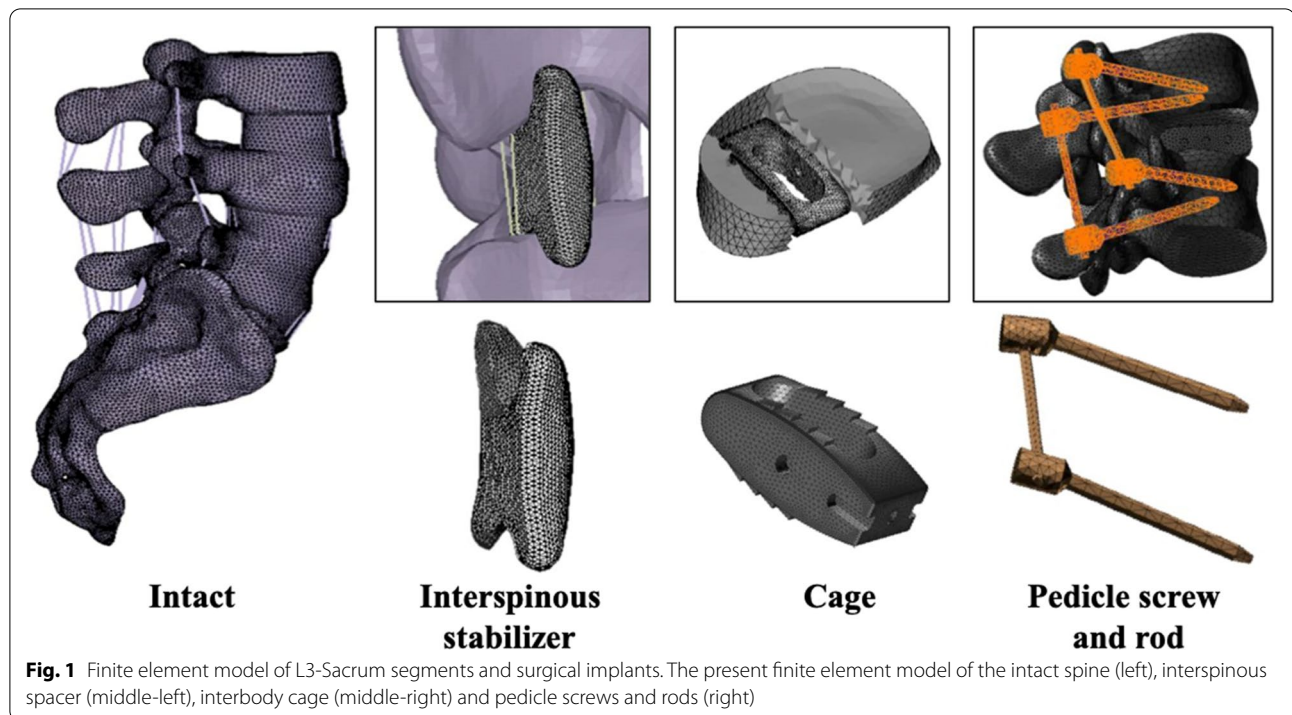 Intact
Interspinous
stabilizer
Cage
Pedicle screw
and rod
Fig. 1 Finite element model of L3-Sacrum segments and surgical implants. The present finite element model of the intact spine (left), interspinous
spacer (middle-left), interbody cage (middle-right) and pedicle screws and rods (right)